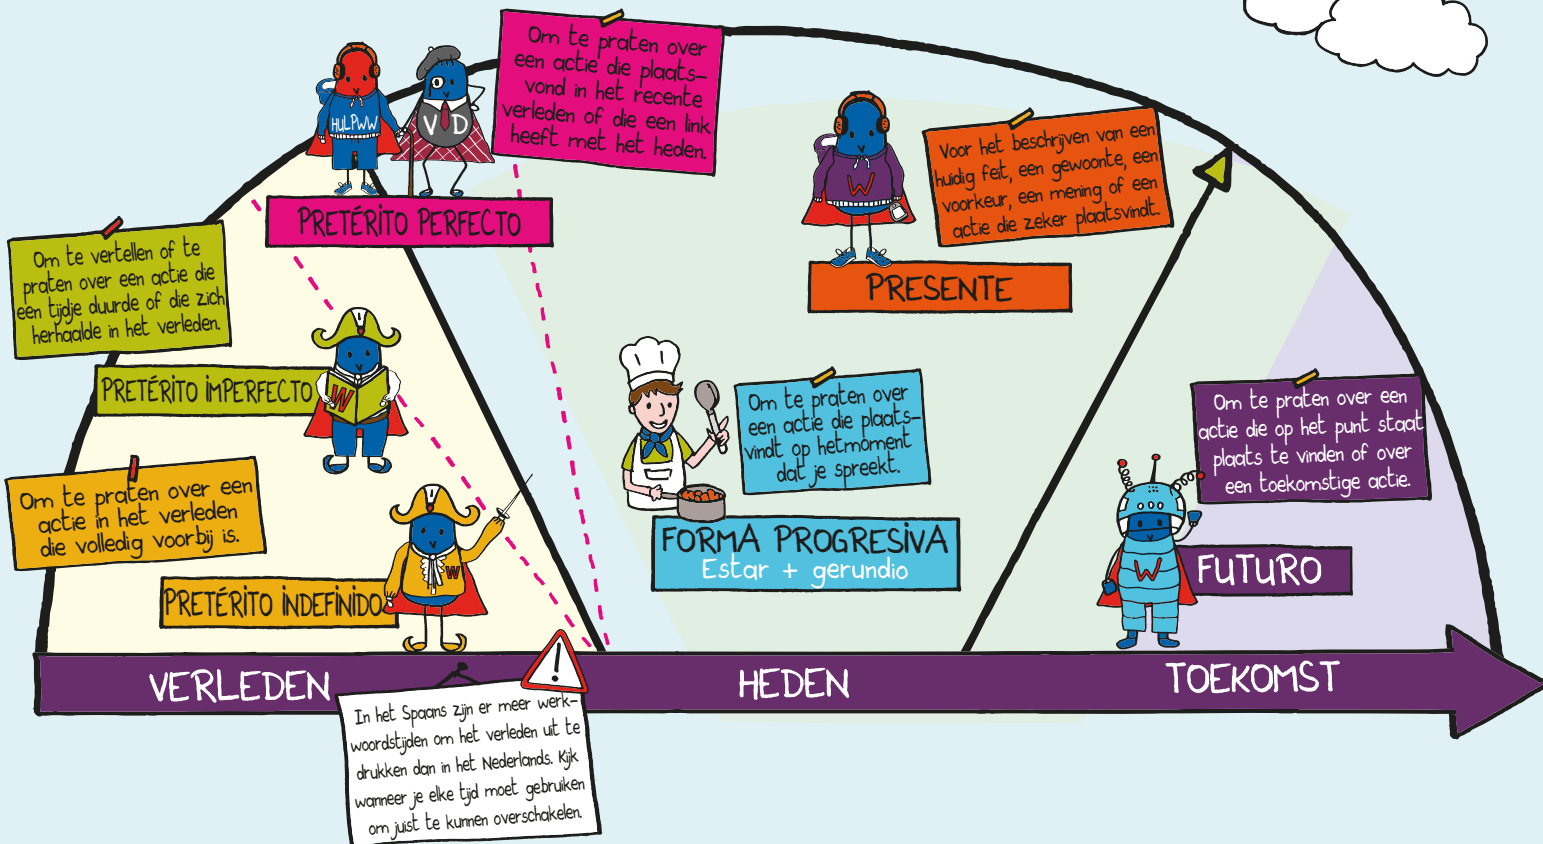 Om te praten over
een actie die plaats-
vond in het recente
verleden of die een link
heeft met het heden.
HULPWW
V D
PRETÉRITO PERFECTO
Voor het beschrijven van een
huidig feit, een gewoonte, een
voorkeur, een mening of een
actie die zeker plaatsvindt.
W
PRESENTE
Om te vertellen of te
praten over een actie die
een tijdje duurde of die zich
herhaalde in het verleden.
PRETÉRITO IMPERFECTO
W
Om te praten over
een actie die plaats-
vindt op hetmoment
dat je spreekt.
FORMA PROGRESIVA
Estar + gerundio
Om te praten over een
actie die op het punt staat
plaats te vinden of over
een toekomstige actie.
W
FUTURO
Om te praten over een
actie in het verleden
die volledig voorbij is.
PRETÉRITO INDEFINIDO
W
VERLEDEN
HEDEN
TOEKOMST
!
In het Spaans zijn er meer werk-
woordstijden om het verleden uit te
drukken dan in het Nederlands. Kijk
wanneer je elke tijd moet gebruiken
om juist te kunnen overschakelen.